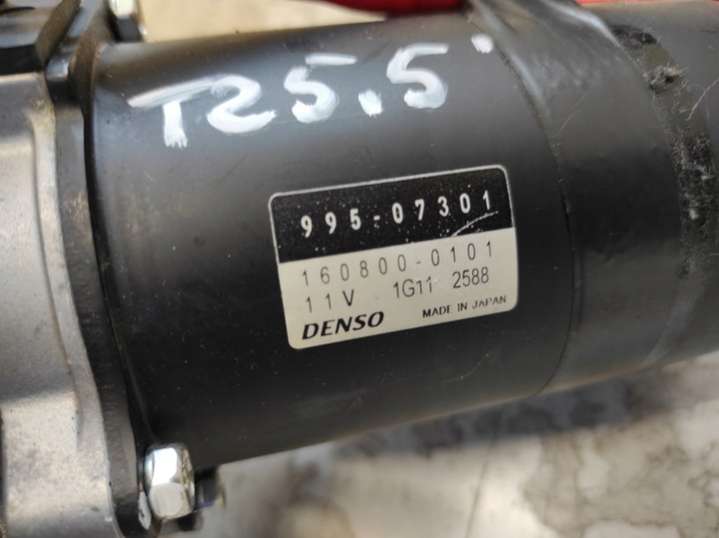 T25.5'
995-07301
160800-0101
11V 1G11 2588
DENSO MADE IN JAPAN